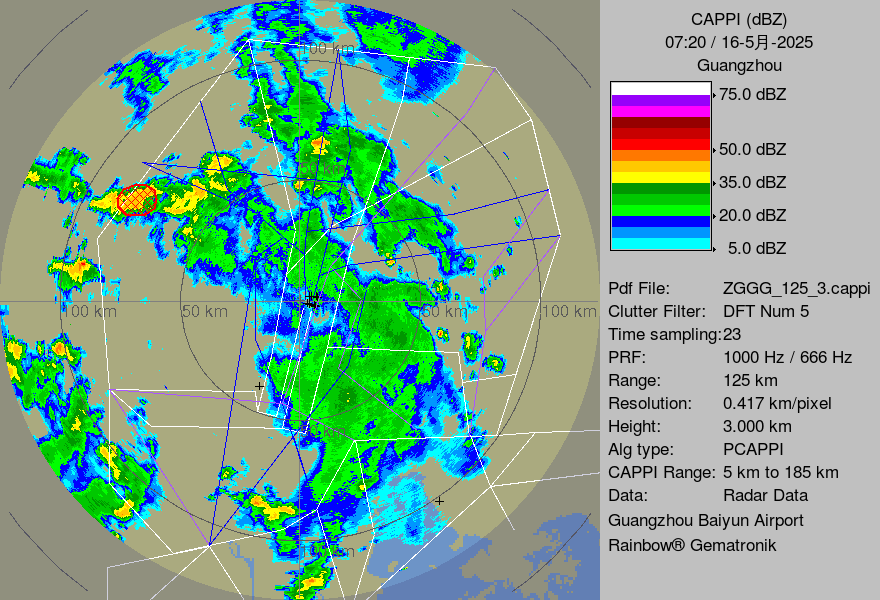 CAPPI (dBZ)
07:20 / 16-5月-2025
Guangzhou
75.0 dBZ
50.0 dBZ
35.0 dBZ
20.0 dBZ
5.0 dBZ
Pdf File: ZGGG_125_3.cappi
Clutter Filter: DFT Num 5
Time sampling:23
PRF: 1000 Hz / 666 Hz
Range: 125 km
Resolution: 0.417 km/pixel
Height: 3.000 km
Alg type: PCAPPI
CAPPI Range: 5 km to 185 km
Data: Radar Data
Guangzhou Baiyun Airport
Rainbow® Gematronik
100 km
100 km
50 km
50 km
100 km
50 km
100 km